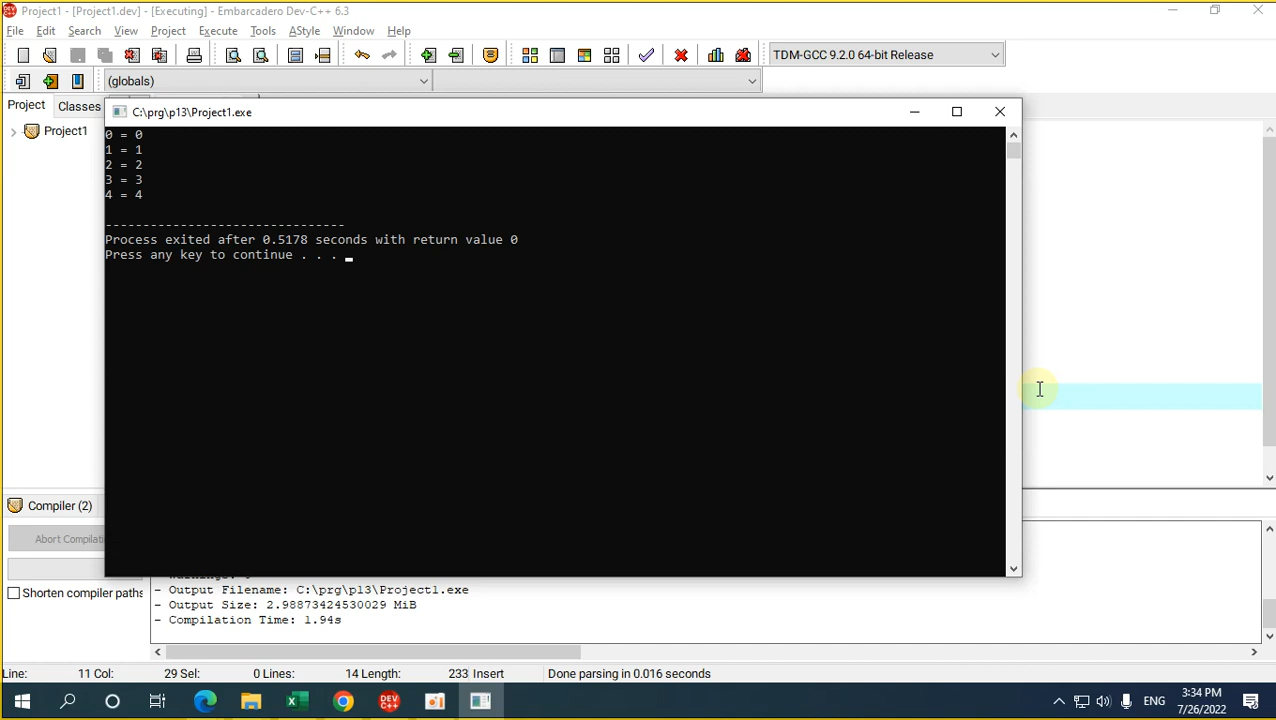 Project1 - [Project1.dev] - [Executing] - Embarcadero Dev-C++ 6.3
File Edit Search View Project Execute Tools AStyle Window Help
TDM-GCC 9.2.0 64-bit Release
(globals)
Project Classes
Project1
C:\prg\p13\Project1.exe
0 = 0
1 = 1
2 = 2
3 = 3
4 = 4
--------------------------------
Process exited after 0.5178 seconds with return value 0
Press any key to continue . . .
Compiler (2)
Abort Compilatio
Shorten compiler paths
- Output Filename: C:\prg\p13\Project1.exe
- Output Size: 2.98873424530029 MiB
- Compilation Time: 1.94s
Line: 11 Col: 29 Sel: 0 Lines: 14 Length: 233 Insert Done parsing in 0.016 seconds
DEV C++
ENG
3:34 PM
7/26/2022